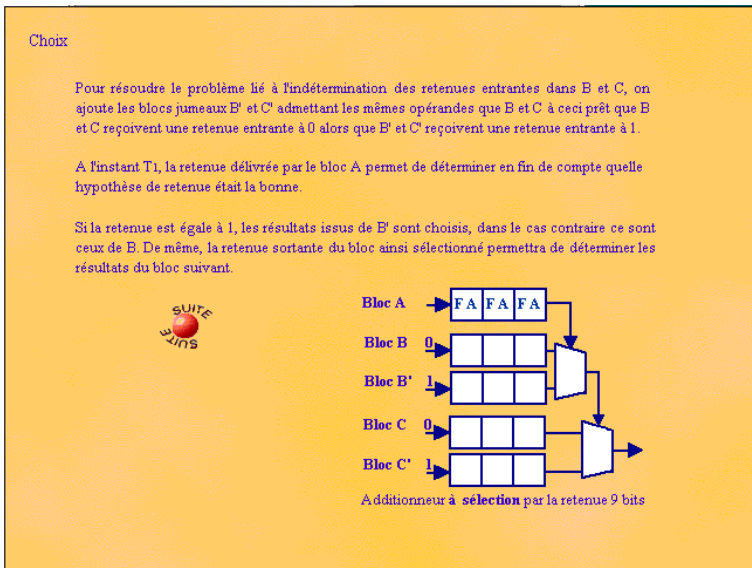 Choix
Pour résoudre le problème lié à l'indétermination des retenues entrantes dans B et C, on
ajoute les blocs jumeaux B' et C' admettant les mêmes opérandes que B et C à ceci prêt que B
et C reçoivent une retenue entrante à 0 alors que B' et C' reçoivent une retenue entrante à 1.
A l'instant T1, la retenue délivrée par le bloc A permet de déterminer en fin de compte quelle
hypothèse de retenue était la bonne.
Si la retenue est égale à 1, les résultats issus de B' sont choisis, dans le cas contraire ce sont
ceux de B. De même, la retenue sortante du bloc ainsi sélectionné permettra de déterminer les
résultats du bloc suivant.
SUITE
SUITE
Bloc A FA FA FA
Bloc B 0
Bloc B' 1
Bloc C 0
Bloc C' 1
Additionneur à sélection par la retenue 9 bits